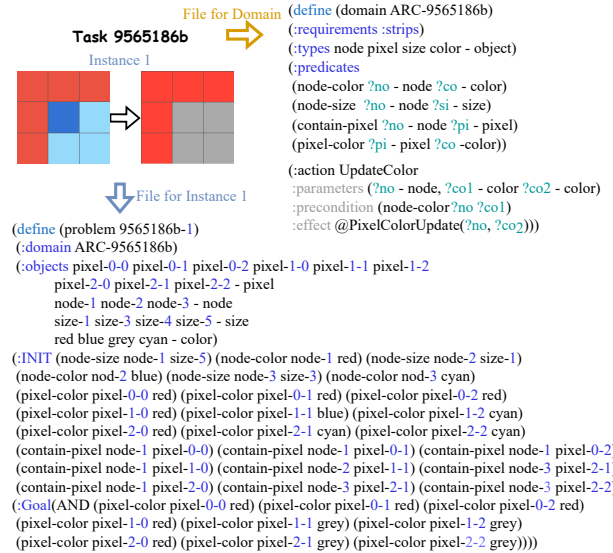 Task 9565186b
Instance 1
File for Domain
(define (domain ARC-9565186b)
(:requirements :strips)
(:types node pixel size color - object)
(:predicates
(node-color ?no - node ?co - color)
(node-size ?no - node ?si - size)
(contain-pixel ?no - node ?pi - pixel)
(pixel-color ?pi - pixel ?co -color))
(:action UpdateColor
:parameters (?no - node, ?co1 - color ?co2 - color)
:precondition (node-color?no ?co1)
:effect @PixelColorUpdate(?no, ?co2)))
File for Instance 1
(define (problem 9565186b-1)
(:domain ARC-9565186b)
(:objects pixel-0-0 pixel-0-1 pixel-0-2 pixel-1-0 pixel-1-1 pixel-1-2
pixel-2-0 pixel-2-1 pixel-2-2 - pixel
node-1 node-2 node-3 - node
size-1 size-3 size-4 size-5 - size
red blue grey cyan - color)
(:INIT (node-size node-1 size-5) (node-color node-1 red) (node-size node-2 size-1)
(node-color nod-2 blue) (node-size node-3 size-3) (node-color nod-3 cyan)
(pixel-color pixel-0-0 red) (pixel-color pixel-0-1 red) (pixel-color pixel-0-2 red)
(pixel-color pixel-1-0 red) (pixel-color pixel-1-1 blue) (pixel-color pixel-1-2 cyan)
(pixel-color pixel-2-0 red) (pixel-color pixel-2-1 cyan) (pixel-color pixel-2-2 cyan)
(contain-pixel node-1 pixel-0-0) (contain-pixel node-1 pixel-0-1) (contain-pixel node-1 pixel-0-2)
(contain-pixel node-1 pixel-1-0) (contain-pixel node-2 pixel-1-1) (contain-pixel node-3 pixel-2-1)
(contain-pixel node-1 pixel-2-0) (contain-pixel node-3 pixel-2-1) (contain-pixel node-3 pixel-2-2)
(:Goal(AND (pixel-color pixel-0-0 red) (pixel-color pixel-0-1 red) (pixel-color pixel-0-2 red)
(pixel-color pixel-1-0 red) (pixel-color pixel-1-1 grey) (pixel-color pixel-1-2 grey)
(pixel-color pixel-2-0 red) (pixel-color pixel-2-1 grey) (pixel-color pixel-2-2 grey))))